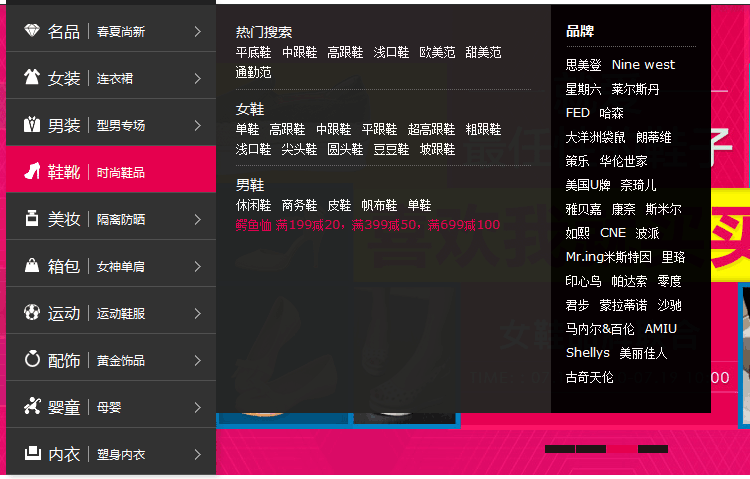 名品 春夏尚新
女装 连衣裙
男装 型男专场
鞋靴 时尚鞋品
美妆 隔离防晒
箱包 女神单肩
运动 运动鞋服
配饰 黄金饰品
婴童 母婴
内衣 塑身内衣
热门搜索
平底鞋 中跟鞋 高跟鞋 浅口鞋 欧美范 甜美范
通勤范
女鞋
单鞋 高跟鞋 中跟鞋 平跟鞋 超高跟鞋 粗跟鞋
浅口鞋 尖头鞋 圆头鞋 豆豆鞋 坡跟鞋
男鞋
休闲鞋 商务鞋 皮鞋 帆布鞋 单鞋
鳄鱼恤 满199减20，满399减50，满699减100
品牌
思美登 Nine west
星期六 莱尔斯丹
FED 哈森
大洋洲袋鼠 朗蒂维
策乐 华伦世家
美国U牌 奈琦儿
雅贝嘉 康奈 斯米尔
如熙 CNE 波派
Mr.ing米斯特因 里珞
印心鸟 帕达索 零度
君步 蒙拉蒂诺 沙驰
马内尔&百伦 AMIU
Shellys 美丽佳人
古奇天伦
子
买
:00